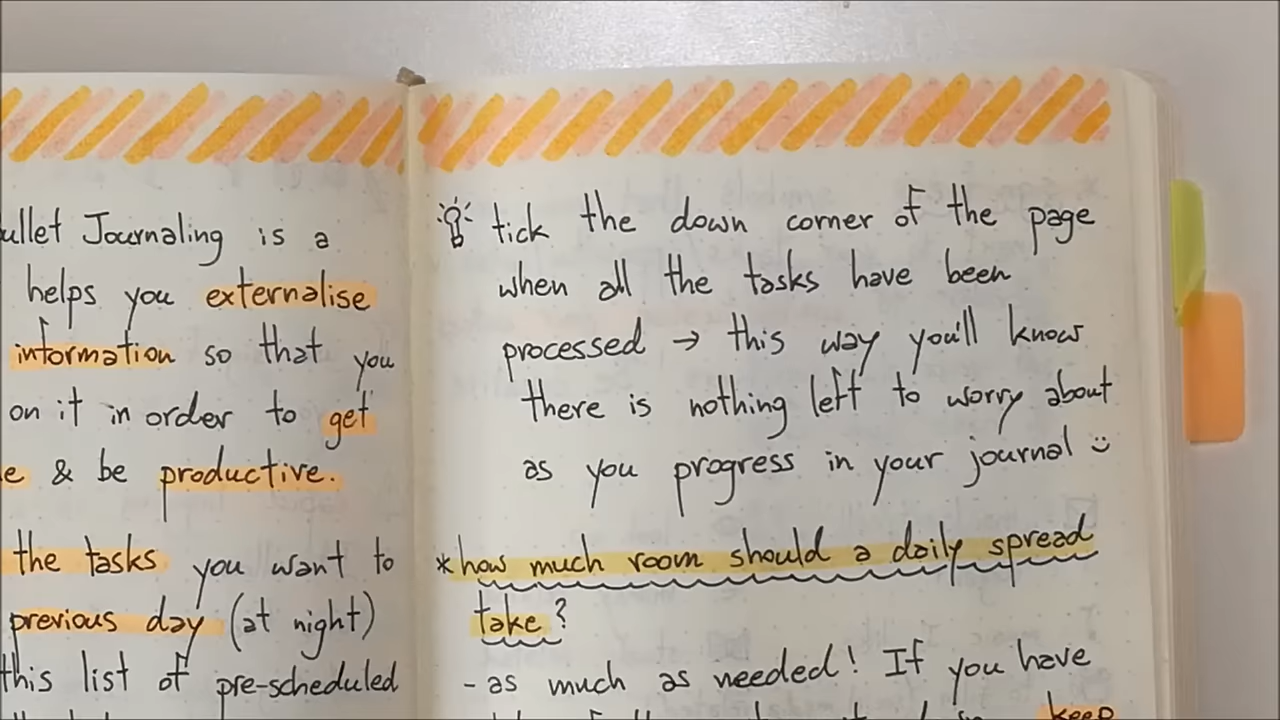 ullet Journaling is a
helps you externalise
information so that you
on it in order to get
e & be productive.
the tasks you want to
previous day (at night)
this list of pre-scheduled
tick the down corner of the page
when all the tasks have been
processed → this way you'll know
there is nothing left to worry about
as you progress in your journal
*how much room should a daily spread
take?
- as much as needed! If you have
keep